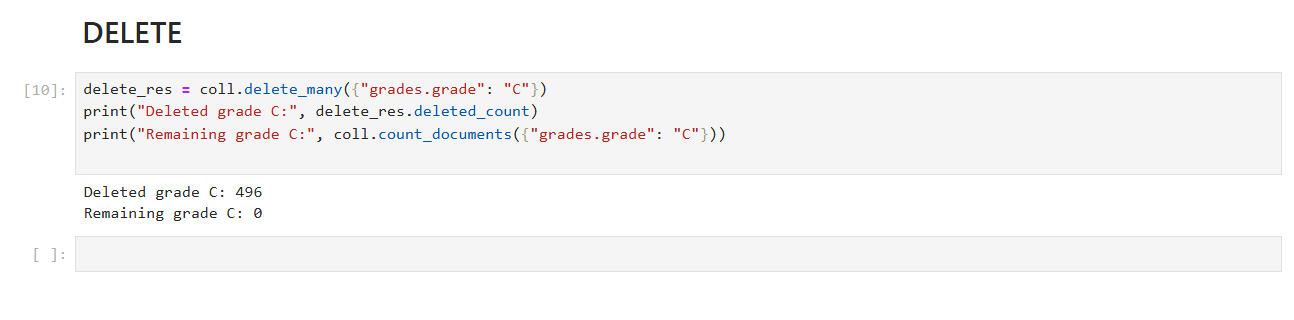 DELETE
[10]:
delete_res = coll.delete_many({"grades.grade": "C"})
print("Deleted grade C:", delete_res.deleted_count)
print("Remaining grade C:", coll.count_documents({"grades.grade": "C"}))
Deleted grade C: 496
Remaining grade C: 0
[ ]: